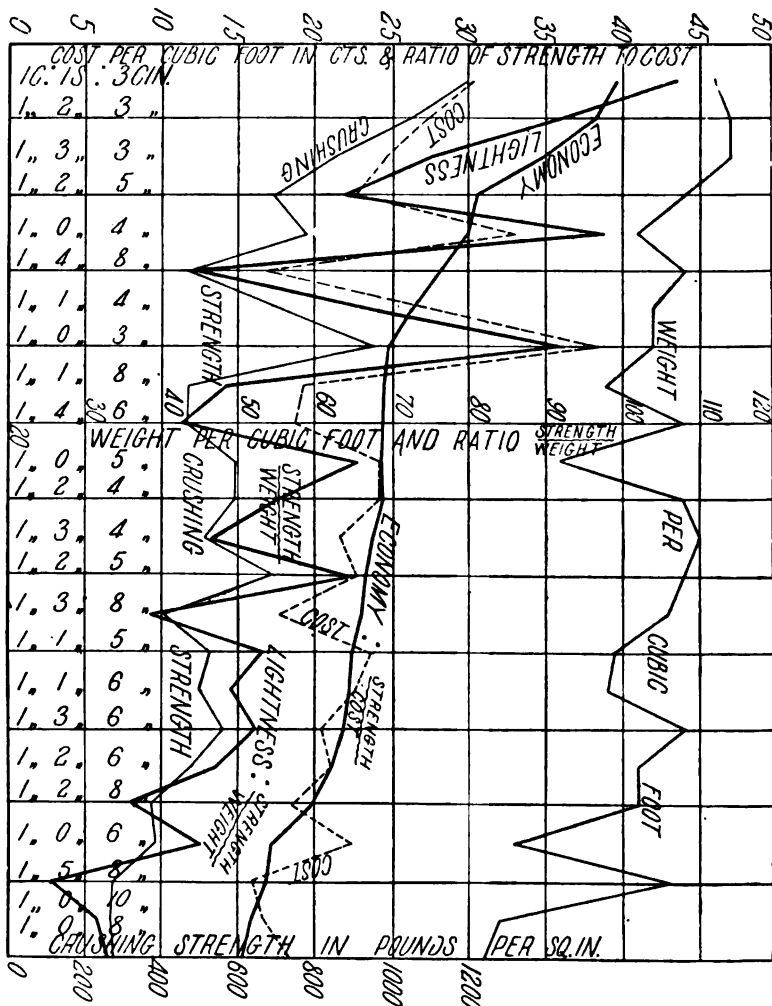 0 5 10 15 20 25 30 35 40 45 50
COST PER CUBIC FOOT IN CTS. & RATIO OF STRENGTH TO COST
1C: 1S: 3CIN.
1 „ 2 „ 3 „
1 „ 3 „ 3 „
1 „ 2 „ 5 „
1 „ 0 „ 4 „
1 „ 4 „ 8 „
1 „ 1 „ 4 „
1 „ 0 „ 3 „
1 „ 1 „ 8 „
1 „ 4 „ 6 „
20 30 40 50 60 70 80 90 100 110 120
WEIGHT PER CUBIC FOOT AND RATIO STRENGTH
WEIGHT
1 „ 0 „ 5 „
1 „ 2 „ 4 „
1 „ 3 „ 4 „
1 „ 2 „ 5 „
1 „ 3 „ 8 „
1 „ 1 „ 5 „
1 „ 1 „ 6 „
1 „ 3 „ 6 „
1 „ 2 „ 6 „
1 „ 2 „ 8 „
1 „ 0 „ 6 „
1 „ 5 „ 8 „
1 „ 0 „ 10 „
1 „ 0 „ 8 „
CRUSHING STRENGTH IN POUNDS PER SQ.IN.
0 200 400 600 800 1000 1200
CRUSHING
STRENGTH
CRUSHING
STRENGTH
COST
LIGHTNESS
ECONOMY
STRENGTH
WEIGHT
ECONOMY:
STRENGTH
COST
COST
LIGHTNESS: STRENGTH
WEIGHT
COST
WEIGHT
PER
CUBIC
FOOT